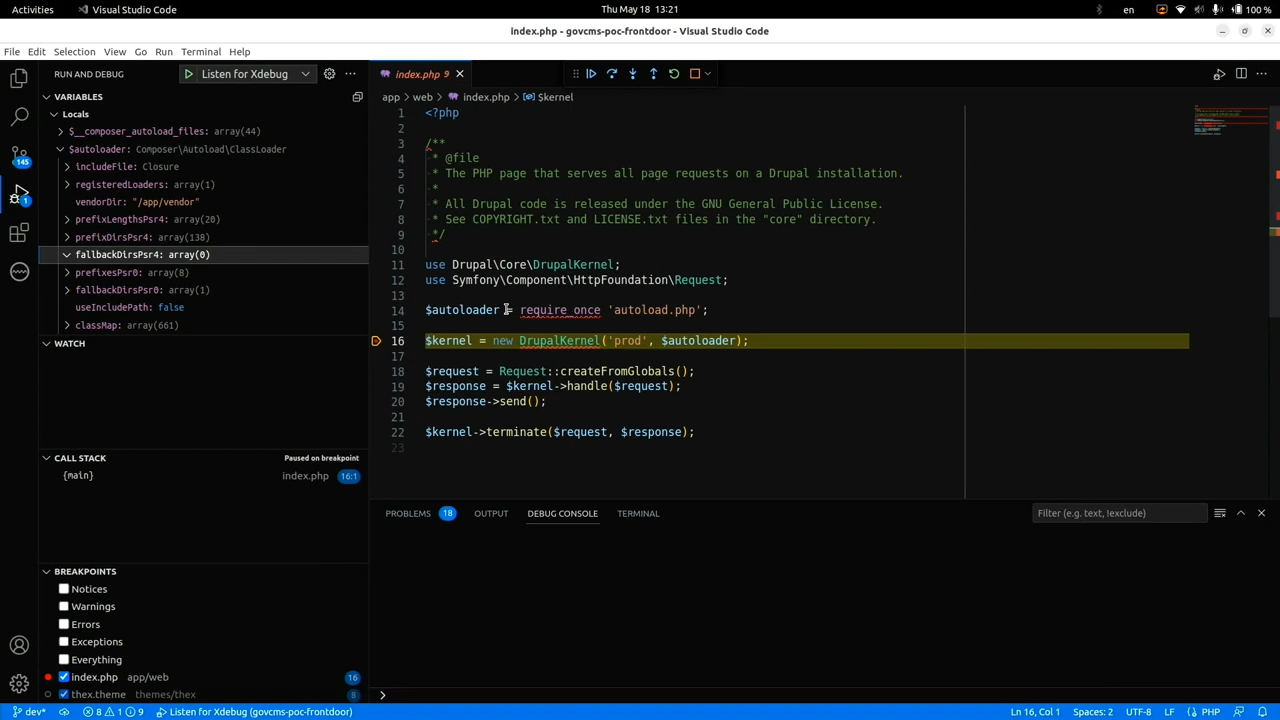 Activities Visual Studio Code Thu May 18 13:21 en 100 %
index.php - govcms-poc-frontdoor - Visual Studio Code
File Edit Selection View Go Run Terminal Help
RUN AND DEBUG Listen for Xdebug index.php 9
VARIABLES
app > web > index.php > $kernel
Locals
$__composer_autoload_files: array(44)
$autoloader: Composer\Autoload\ClassLoader
includeFile: Closure
registeredLoaders: array(1)
vendorDir: "/app/vendor"
prefixLengthsPsr4: array(20)
prefixDirsPsr4: array(138)
fallbackDirsPsr4: array(0)
prefixesPsr0: array(8)
fallbackDirsPsr0: array(1)
useIncludePath: false
classMap: array(661)
145
1
WATCH
CALL STACK Paused on breakpoint
{main} index.php 16:1
BREAKPOINTS
Notices
Warnings
Errors
Exceptions
Everything
index.php app/web 16
thex.theme themes/thex 8
1 <?php
2
3 /**
4 * @file
5 * The PHP page that serves all page requests on a Drupal installation.
6 *
7 * All Drupal code is released under the GNU General Public License.
8 * See COPYRIGHT.txt and LICENSE.txt files in the "core" directory.
9 */
10
11 use Drupal\Core\DrupalKernel;
12 use Symfony\Component\HttpFoundation\Request;
13
14 $autoloader = require_once 'autoload.php';
15
16 $kernel = new DrupalKernel('prod', $autoloader);
17
18 $request = Request::createFromGlobals();
19 $response = $kernel->handle($request);
20 $response->send();
21
22 $kernel->terminate($request, $response);
23
PROBLEMS 18 OUTPUT DEBUG CONSOLE TERMINAL Filter (e.g. text, !exclude)
dev* 8 1 9 Listen for Xdebug (govcms-poc-frontdoor) Ln 16, Col 1 Spaces: 2 UTF-8 LF PHP